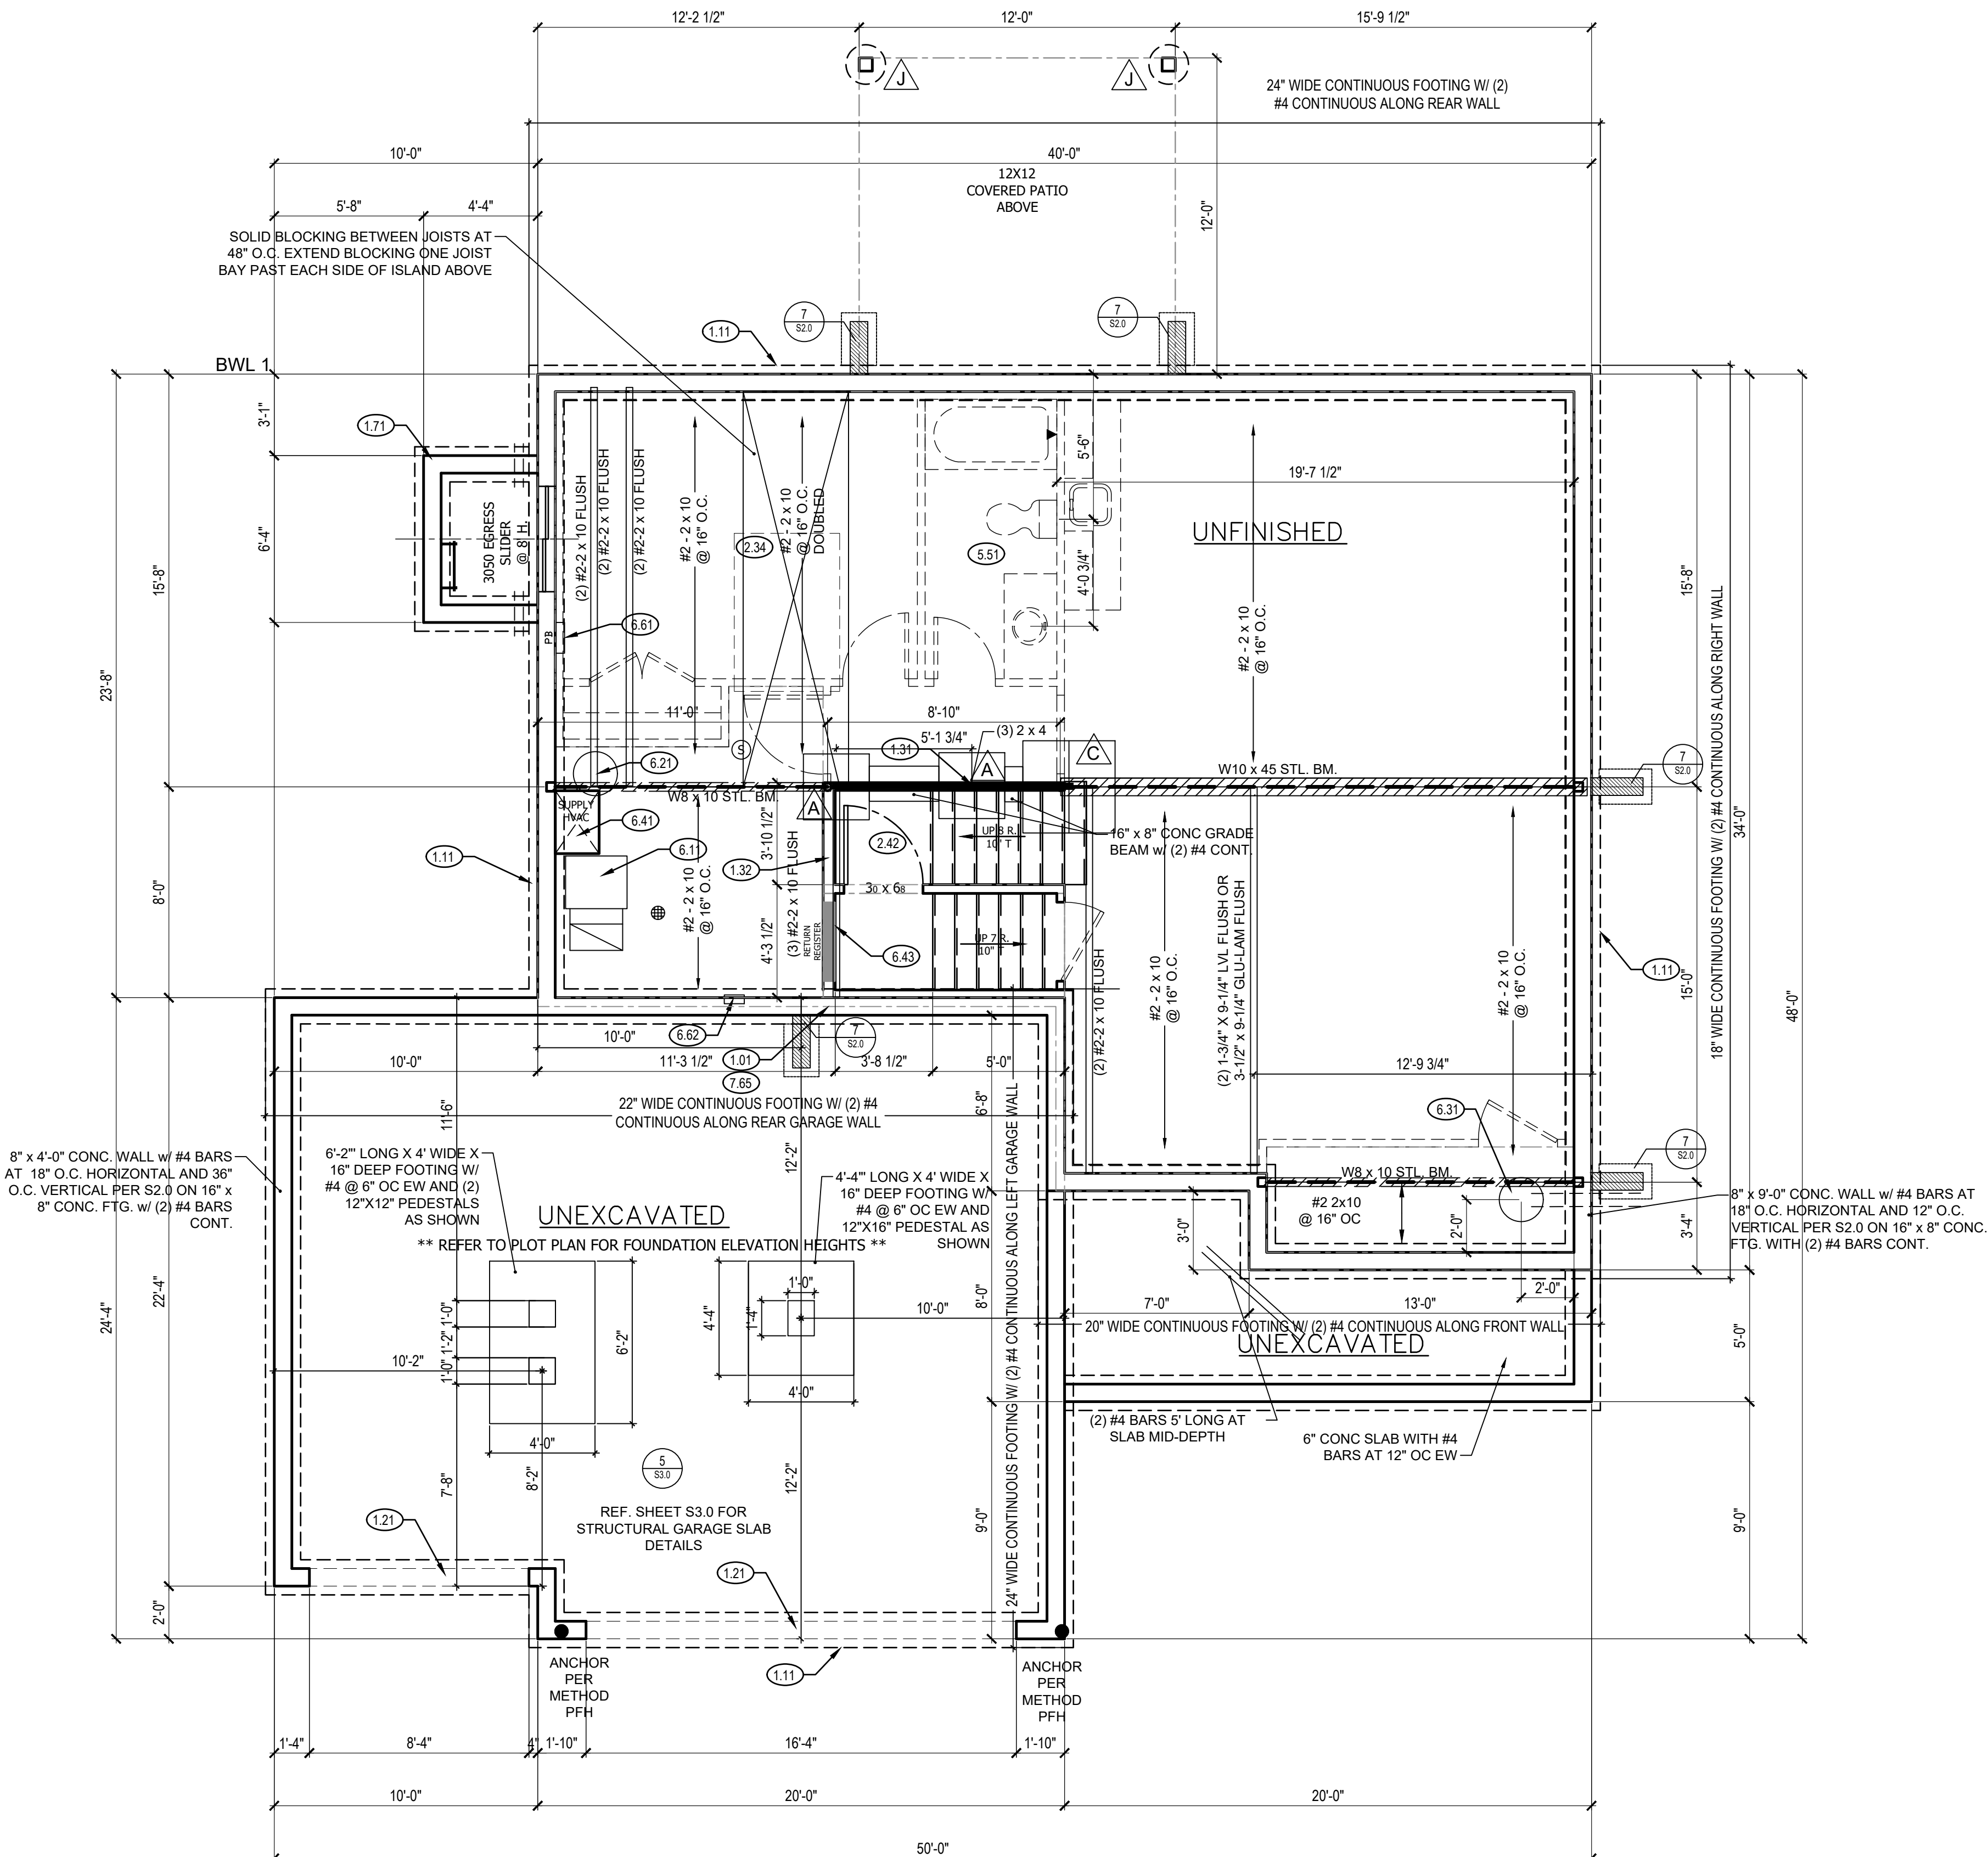 12'-2 1/2"
12'-0"
15'-9 1/2"
J
J
24" WIDE CONTINUOUS FOOTING W/ (2)
#4 CONTINUOUS ALONG REAR WALL
10'-0"
40'-0"
12X12
COVERED PATIO
ABOVE
5'-8"
4'-4"
12'-0"
SOLID BLOCKING BETWEEN JOISTS AT
48" O.C. EXTEND BLOCKING ONE JOIST
BAY PAST EACH SIDE OF ISLAND ABOVE
7
S2.0
7
S2.0
1.11
BWL 1
3'-1"
1.71
6'-4"
15'-8"
23'-8"
3050 EGRESS
SLIDER
@ 8' H.
(2) #2-2 x 10 FLUSH
(2) #2-2 x 10 FLUSH
(2) #2-2 x 10 FLUSH
#2 - 2 x 10
@ 16" O.C.
2.34
#2 - 2 x 10
@ 16" O.C.
DOUBLED
5'-6"
19'-7 1/2"
UNFINISHED
5.51
4'-0 3/4"
#2 - 2 x 10
@ 16" O.C.
15'-8"
18" WIDE CONTINUOUS FOOTING W/ (2) #4 CONTINUOUS ALONG RIGHT WALL
34'-0"
48'-0"
PB
6.61
11'-0"
8'-10"
(3) 2 x 4
5'-1 3/4"
1.31
A
C
S
6.21
W8 x 10 STL. BM.
A
W10 x 45 STL. BM.
7
S2.0
SUPPLY
HVAC
6.41
3'-10 1/2"
UP 8 R.
10" T
2.42
16" x 8" CONC GRADE
BEAM w/ (2) #4 CONT.
1.11
6.11
1.32
8'-0"
#2 - 2 x 10
@ 16" O.C.
(3) #2-2 x 10 FLUSH
30 x 68
4'-3 1/2"
RETURN
REGISTER
6.43
UP 7 R.
10"
(2) #2-2 x 10 FLUSH
#2 - 2 x 10
@ 16" O.C.
(2) 1-3/4" X 9-1/4" LVL FLUSH OR
3-1/2" x 9-1/4" GLU-LAM FLUSH
#2 - 2 x 10
@ 16" O.C.
1.11
15'-0"
6.62
10'-0"
7
S2.0
1.01
7.65
10'-0"
11'-3 1/2"
3'-8 1/2"
5'-0"
12'-9 3/4"
11'-6"
22" WIDE CONTINUOUS FOOTING W/ (2) #4
CONTINUOUS ALONG REAR GARAGE WALL
6'-8"
24" WIDE CONTINUOUS FOOTING W/ (2) #4 CONTINUOUS ALONG LEFT GARAGE WALL
6.31
7
S2.0
8" x 4'-0" CONC. WALL w/ #4 BARS
AT 18" O.C. HORIZONTAL AND 36"
O.C. VERTICAL PER S2.0 ON 16" x
8" CONC. FTG. w/ (2) #4 BARS
CONT.
6'-2" LONG X 4' WIDE X
16" DEEP FOOTING W/
#4 @ 6" OC EW AND (2)
12"X12" PEDESTALS
AS SHOWN
12'-2"
4'-4" LONG X 4' WIDE X
16" DEEP FOOTING W/
#4 @ 6" OC EW AND
12"X16" PEDESTAL AS
SHOWN
W8 x 10 STL. BM.
#2 2x10
@ 16" OC
2'-0"
3'-0"
3'-4"
8" x 9'-0" CONC. WALL w/ #4 BARS AT
18" O.C. HORIZONTAL AND 12" O.C.
VERTICAL PER S2.0 ON 16" x 8" CONC.
FTG. WITH (2) #4 BARS CONT.
UNEXCAVATED
** REFER TO PLOT PLAN FOR FOUNDATION ELEVATION HEIGHTS **
24'-4"
22'-4"
1'-0"
1'-2"
1'-0"
6'-2"
10'-2"
4'-0"
4'-4"
1'-0"
1'-4"
4'-0"
10'-0"
8'-0"
2'-0"
7'-0"
13'-0"
20" WIDE CONTINUOUS FOOTING W/ (2) #4 CONTINUOUS ALONG FRONT WALL
UNEXCAVATED
5'-0"
(2) #4 BARS 5' LONG AT
SLAB MID-DEPTH
6" CONC SLAB WITH #4
BARS AT 12" OC EW
7'-8"
8'-2"
5
S3.0
12'-2"
REF. SHEET S3.0 FOR
STRUCTURAL GARAGE SLAB
DETAILS
9'-0"
9'-0"
1.21
1.21
2'-0"
1.11
ANCHOR
PER
METHOD
PFH
ANCHOR
PER
METHOD
PFH
1'-4"
8'-4"
4"
1'-10"
16'-4"
1'-10"
10'-0"
20'-0"
20'-0"
50'-0"